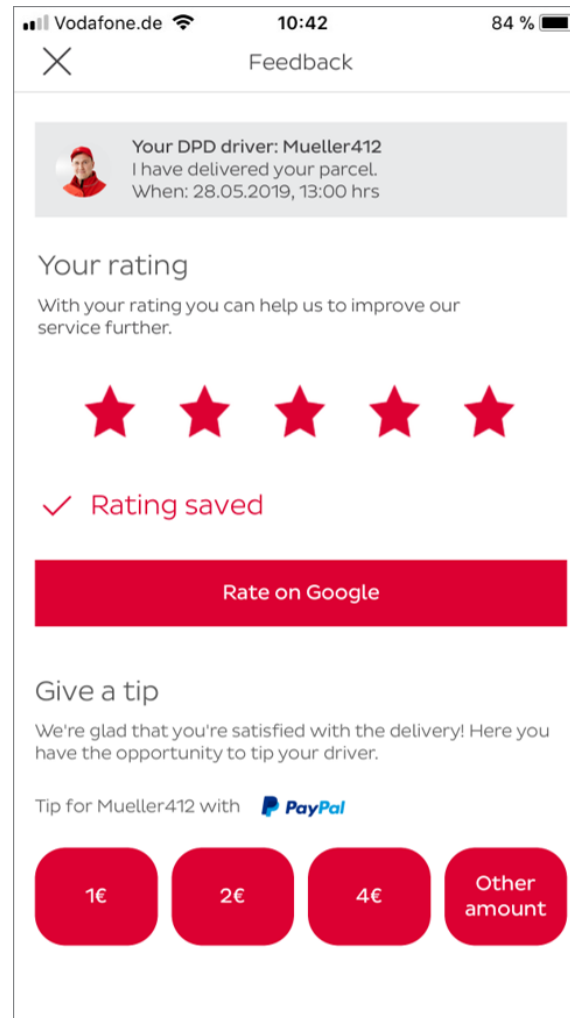 Vodafone.de 10:42 84 %
Feedback
Your DPD driver: Mueller412
I have delivered your parcel.
When: 28.05.2019, 13:00 hrs
Your rating
With your rating you can help us to improve our
service further.
Rating saved
Rate on Google
Give a tip
We're glad that you're satisfied with the delivery! Here you
have the opportunity to tip your driver.
Tip for Mueller412 with PayPal
1€ 2€ 4€ Other
amount